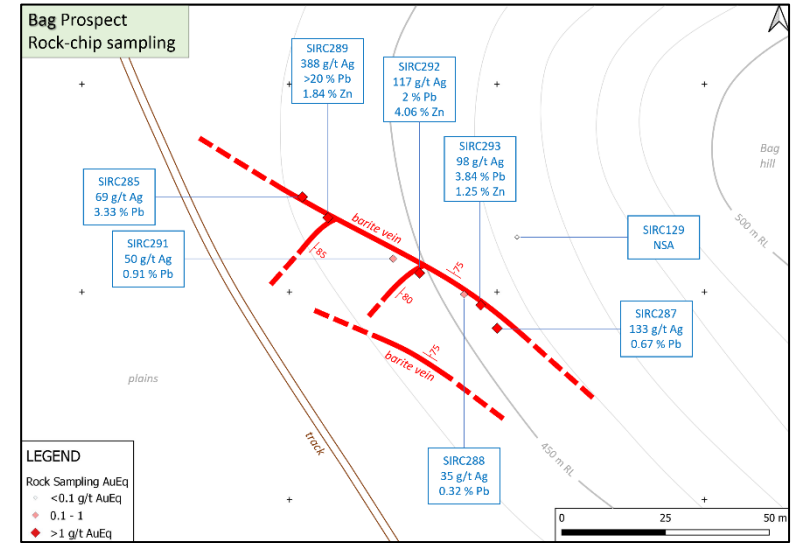 Bag Prospect
Rock-chip sampling
SIRC289
388 g/t Ag
>20 % Pb
1.84 % Zn
SIRC292
117 g/t Ag
2 % Pb
4.06 % Zn
SIRC293
98 g/t Ag
3.84 % Pb
1.25 % Zn
Bag
hill
SIRC285
69 g/t Ag
3.33 % Pb
barite vein
500 m RL
SIRC129
NSA
SIRC291
50 g/t Ag
0.91 % Pb
85
75
80
SIRC287
133 g/t Ag
0.67 % Pb
75
barite vein
plains
track
450 m RL
SIRC288
35 g/t Ag
0.32 % Pb
LEGEND
Rock Sampling AuEq
<0.1 g/t AuEq
0.1 - 1
>1 g/t AuEq
0 25 50 m